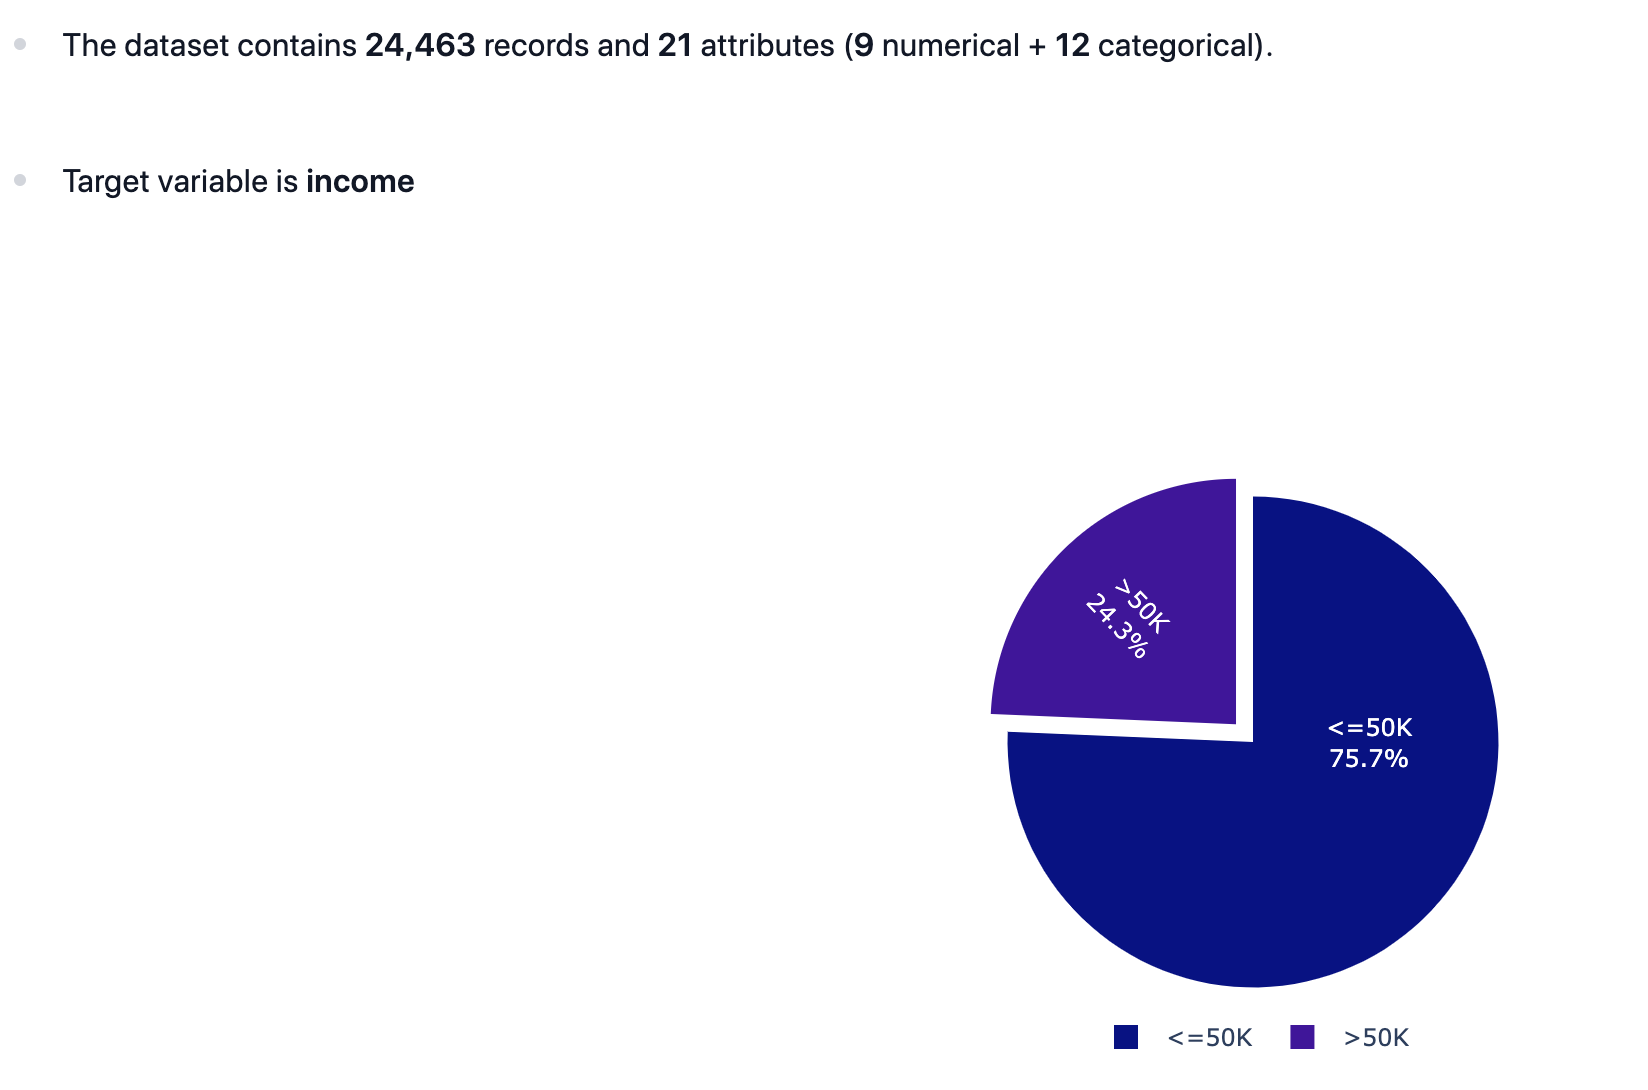 The dataset contains 24,463 records and 21 attributes (9 numerical + 12 categorical).
Target variable is income
>50K
24.3%
<=50K
75.7%
<=50K >50K